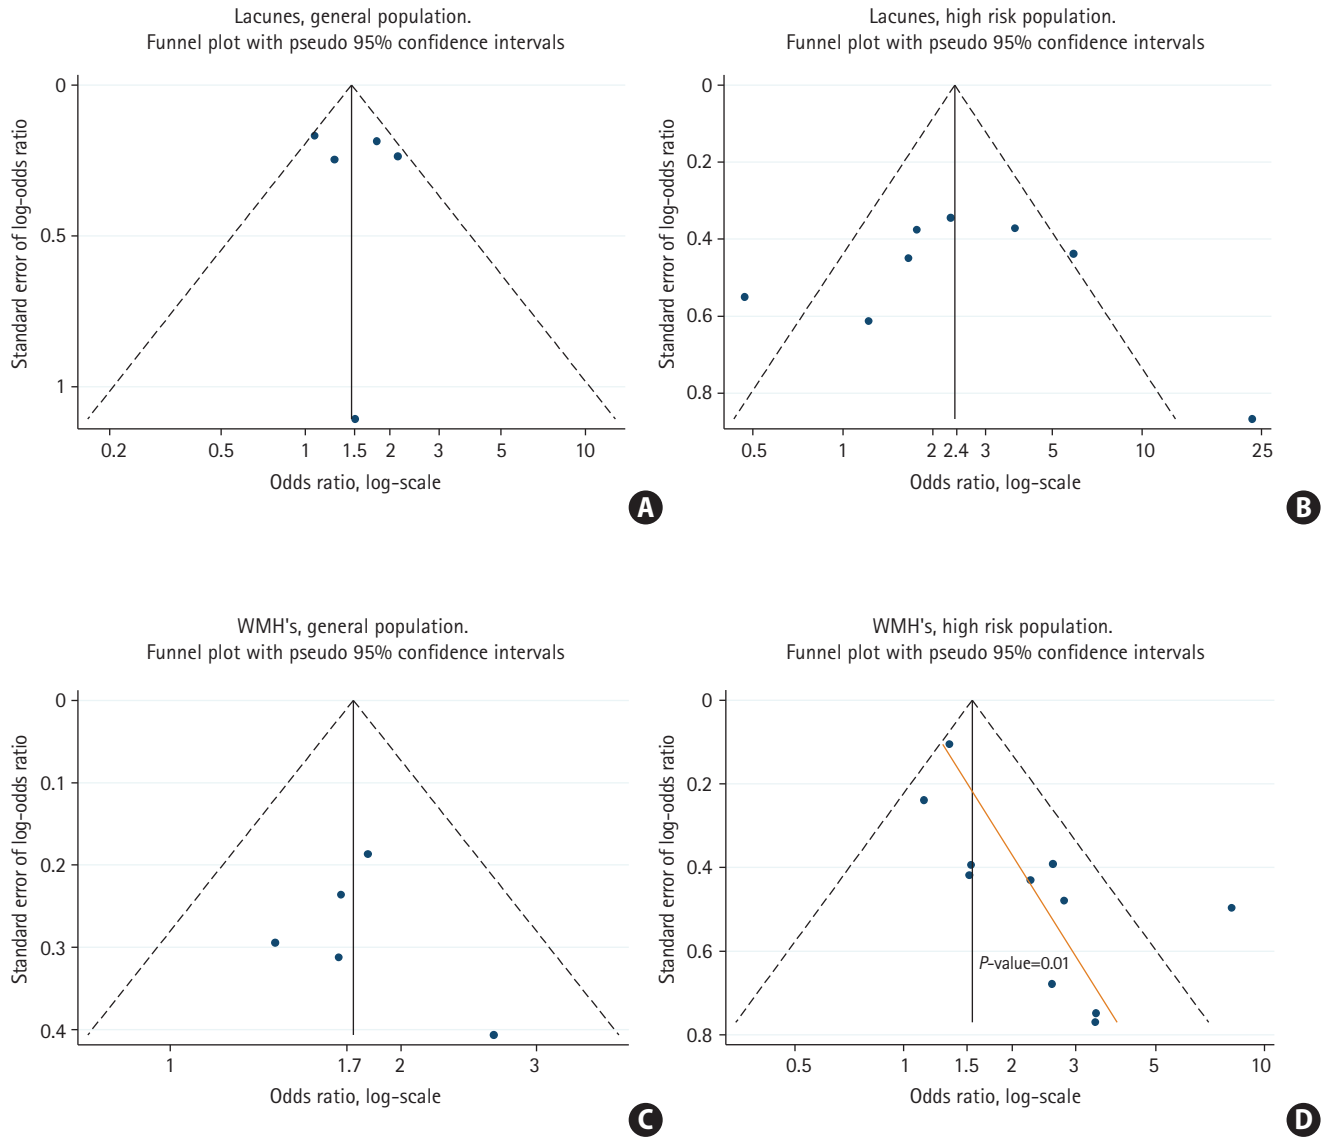 Lacunes, general population.
Funnel plot with pseudo 95% confidence intervals
Standard error of log-odds ratio
0
0.5
1
0.2 0.5 1 1.5 2 3 5 10
Odds ratio, log-scale
A
Lacunes, high risk population.
Funnel plot with pseudo 95% confidence intervals
Standard error of log-odds ratio
0
0.2
0.4
0.6
0.8
0.5 1 2 2.4 3 5 10 25
Odds ratio, log-scale
B
WMH's, general population.
Funnel plot with pseudo 95% confidence intervals
Standard error of log-odds ratio
0
0.1
0.2
0.3
0.4
1 1.7 2 3
Odds ratio, log-scale
C
WMH's, high risk population.
Funnel plot with pseudo 95% confidence intervals
Standard error of log-odds ratio
0
0.2
0.4
0.6
0.8
P-value=0.01
0.5 1 1.5 2 3 5 10
Odds ratio, log-scale
D